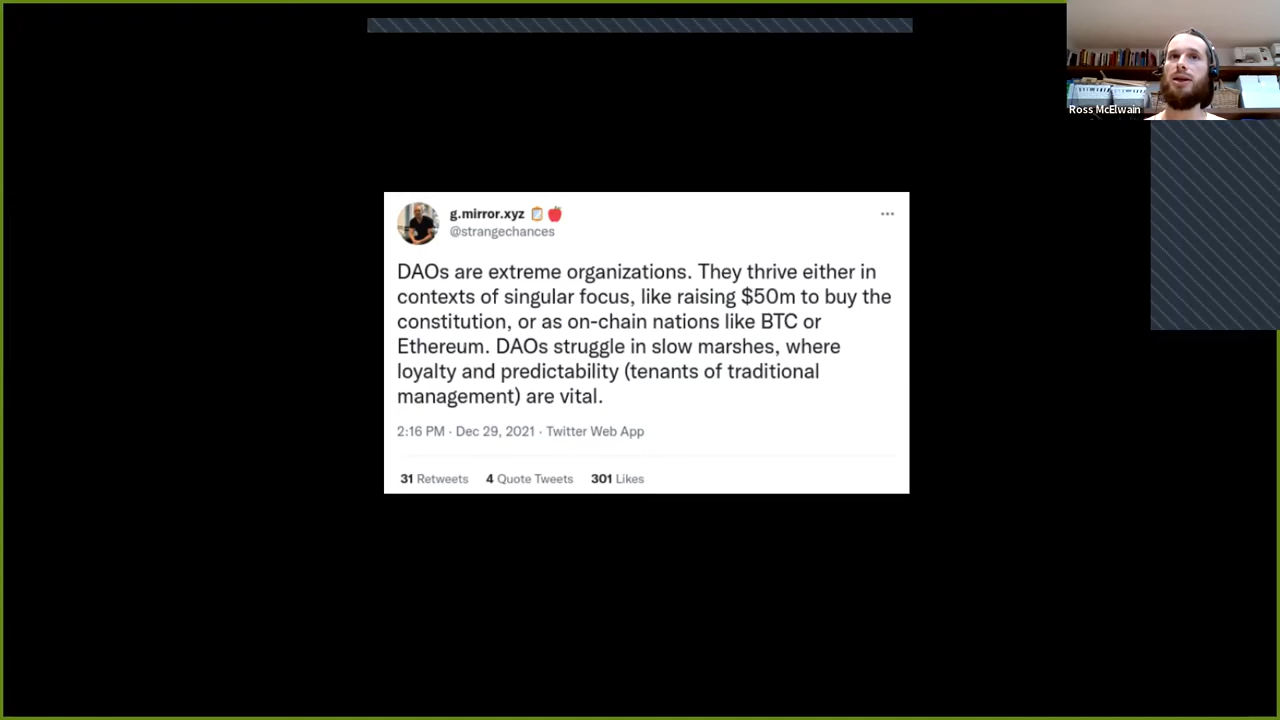 Ross McElwain
g.mirror.xyz 📋 🍎
@strangechances
DAOs are extreme organizations. They thrive either in
contexts of singular focus, like raising $50m to buy the
constitution, or as on-chain nations like BTC or
Ethereum. DAOs struggle in slow marshes, where
loyalty and predictability (tenants of traditional
management) are vital.
2:16 PM · Dec 29, 2021 · Twitter Web App
31 Retweets 4 Quote Tweets 301 Likes